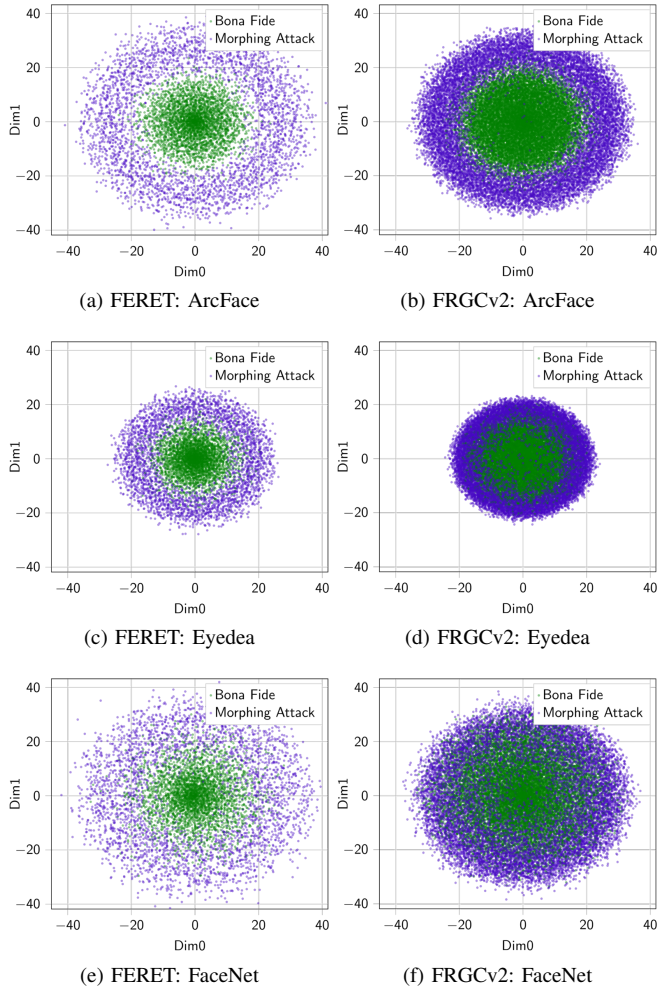 40
20
0
−20
−40
Dim1
−40 −20 0 20 40
Dim0
Bona Fide
Morphing Attack
(a) FERET: ArcFace
40
20
0
−20
−40
Dim1
−40 −20 0 20 40
Dim0
Bona Fide
Morphing Attack
(b) FRGCv2: ArcFace
40
20
0
−20
−40
Dim1
−40 −20 0 20 40
Dim0
Bona Fide
Morphing Attack
(c) FERET: Eyedea
40
20
0
−20
−40
Dim1
−40 −20 0 20 40
Dim0
Bona Fide
Morphing Attack
(d) FRGCv2: Eyedea
40
20
0
−20
−40
Dim1
−40 −20 0 20 40
Dim0
Bona Fide
Morphing Attack
(e) FERET: FaceNet
40
20
0
−20
−40
Dim1
−40 −20 0 20 40
Dim0
Bona Fide
Morphing Attack
(f) FRGCv2: FaceNet